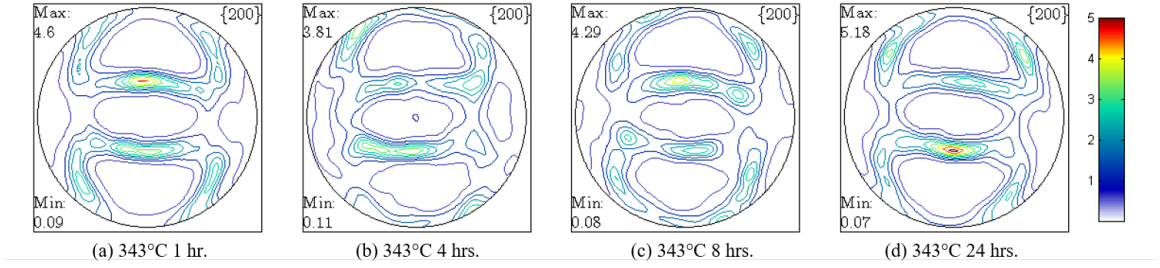 Max: {200}
4.6
Min:
0.09
(a) 343°C 1 hr.
Max: {200}
3.81
Min:
0.11
(b) 343°C 4 hrs.
Max: {200}
4.29
Min:
0.08
(c) 343°C 8 hrs.
Max: {200}
5.18
Min:
0.07
(d) 343°C 24 hrs.
5
4
3
2
1